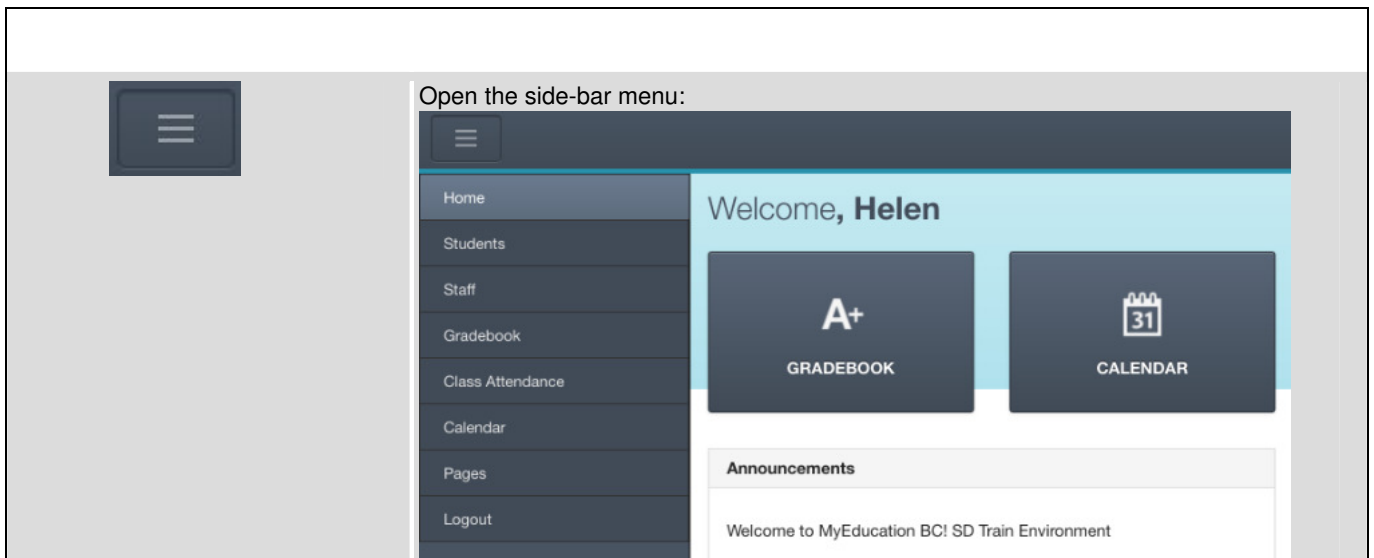 Open the side-bar menu:
Home
Students
Staff
Gradebook
Class Attendance
Calendar
Pages
Logout
Welcome, Helen
A+
GRADEBOOK
31
CALENDAR
Announcements
Welcome to MyEducation BC! SD Train Environment